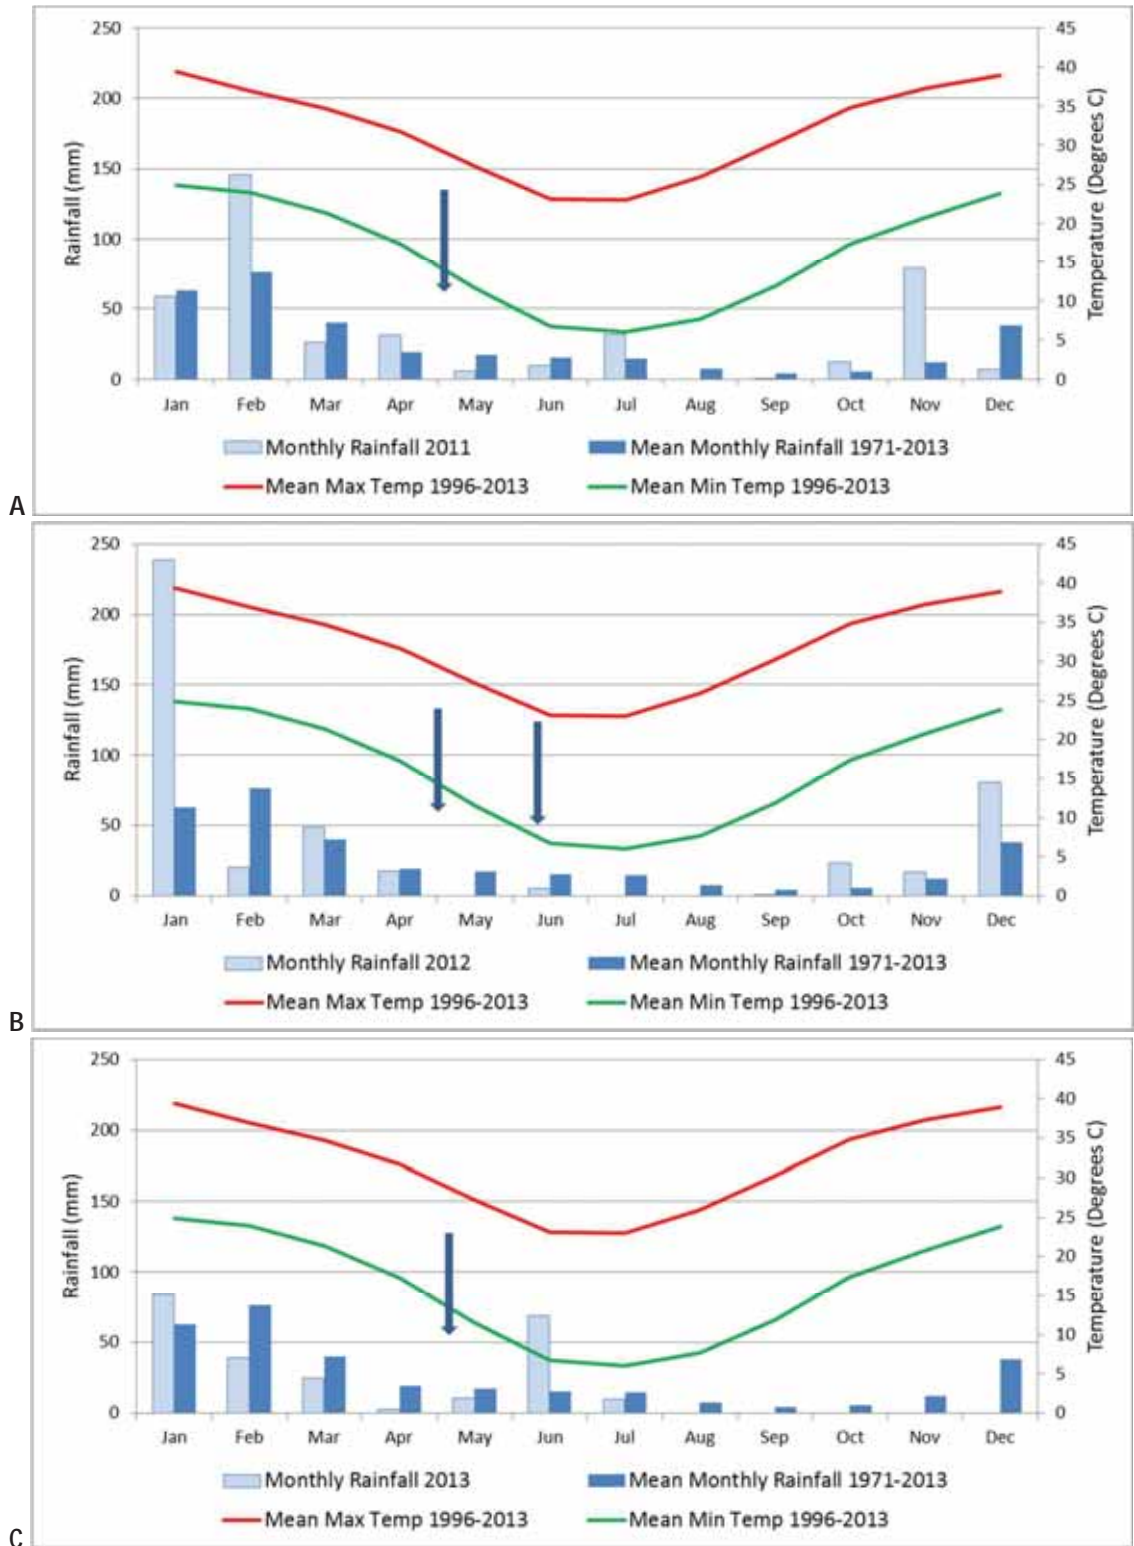 250
45
200
40
35
150
30
25
100
20
15
50
10
5
0
0
Rainfall (mm)
Temperature (Degrees C)
Jan Feb Mar Apr May Jun Jul Aug Sep Oct Nov Dec
Monthly Rainfall 2011 Mean Monthly Rainfall 1971-2013
Mean Max Temp 1996-2013 Mean Min Temp 1996-2013
A
250
45
200
40
35
150
30
25
100
20
15
50
10
5
0
0
Rainfall (mm)
Temperature (Degrees C)
Jan Feb Mar Apr May Jun Jul Aug Sep Oct Nov Dec
Monthly Rainfall 2012 Mean Monthly Rainfall 1971-2013
Mean Max Temp 1996-2013 Mean Min Temp 1996-2013
B
250
45
200
40
35
150
30
25
100
20
15
50
10
5
0
0
Rainfall (mm)
Temperature (Degrees C)
Jan Feb Mar Apr May Jun Jul Aug Sep Oct Nov Dec
Monthly Rainfall 2013 Mean Monthly Rainfall 1971-2013
Mean Max Temp 1996-2013 Mean Min Temp 1996-2013
C